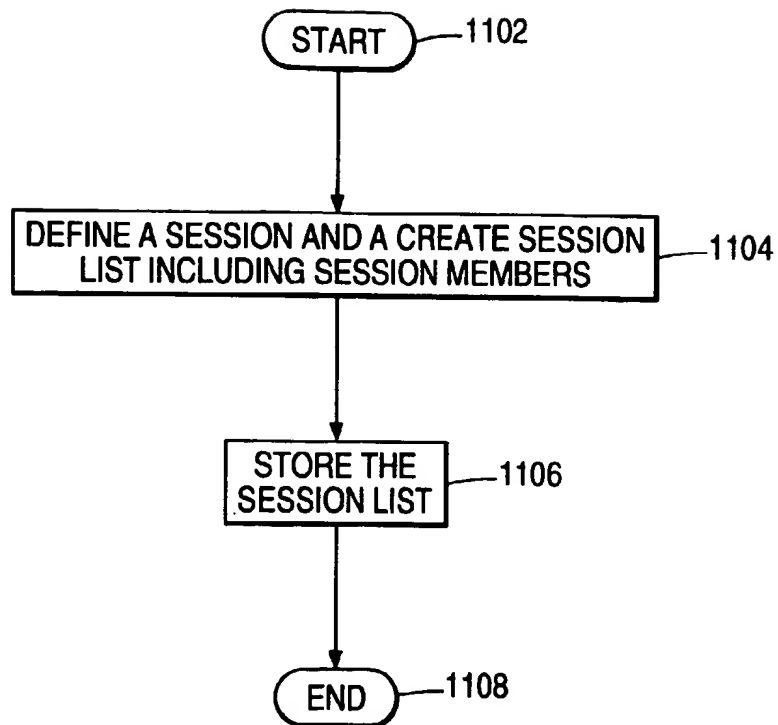 START
1102
DEFINE A SESSION AND A CREATE SESSION
LIST INCLUDING SESSION MEMBERS
1104
STORE THE
SESSION LIST
1106
END
1108